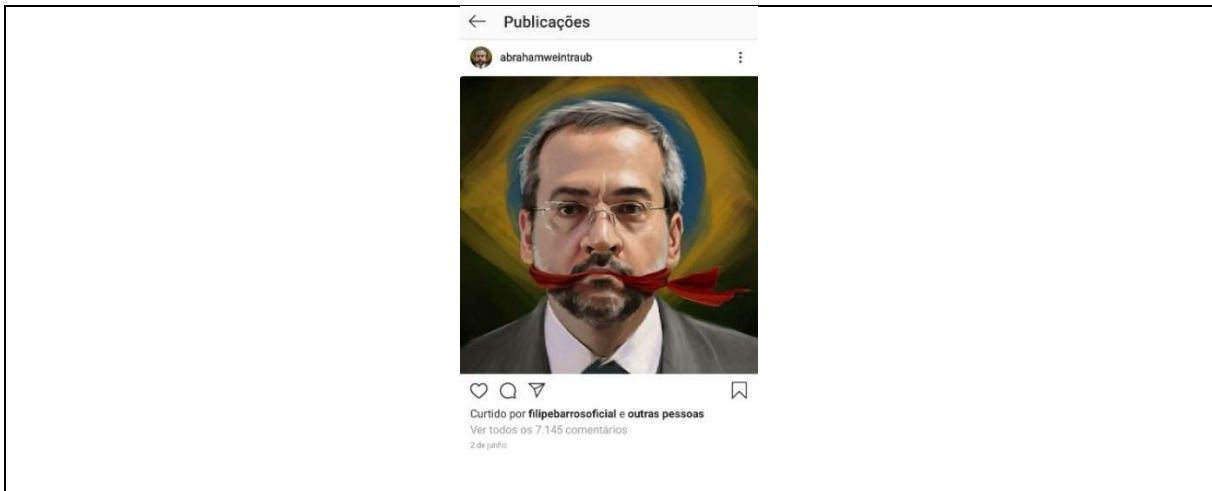 Publicações
abrahamweintraub
Curtido por filipebarrosoficial e outras pessoas
Ver todos os 7.145 comentários
2 de junho